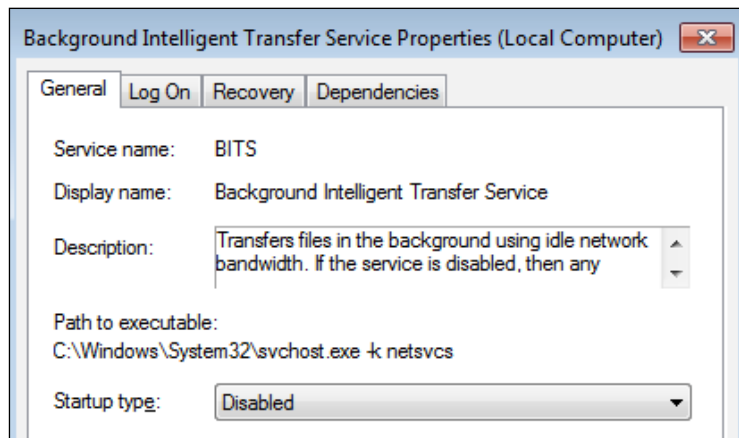 Background Intelligent Transfer Service Properties (Local Computer)
General Log On Recovery Dependencies
Service name: BITS
Display name: Background Intelligent Transfer Service
Description: Transfers files in the background using idle network
bandwidth. If the service is disabled, then any
Path to executable:
C:\Windows\System32\svchost.exe -k netsvcs
Startup type: Disabled